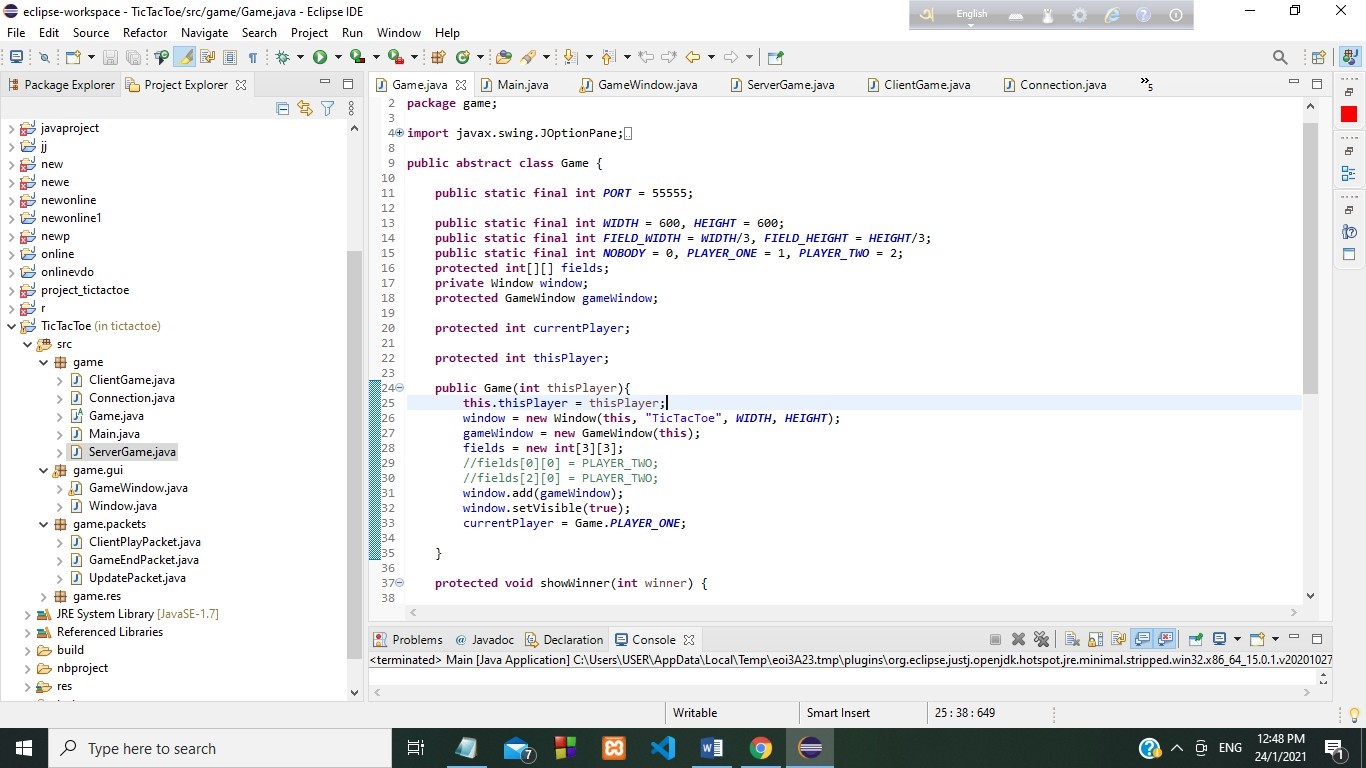 eclipse-workspace - TicTacToe/src/game/Game.java - Eclipse IDE
English
File Edit Source Refactor Navigate Search Project Run Window Help
Package Explorer Project Explorer
Game.java Main.java GameWindow.java ServerGame.java ClientGame.java Connection.java »5
javaproject
jj
new
newe
newonline
newonline1
newp
online
onlinevdo
project_tictactoe
r
TicTacToe (in tictactoe)
src
game
ClientGame.java
Connection.java
Game.java
Main.java
ServerGame.java
game.gui
GameWindow.java
Window.java
game.packets
ClientPlayPacket.java
GameEndPacket.java
UpdatePacket.java
game.res
JRE System Library [JavaSE-1.7]
Referenced Libraries
build
nbproject
res
2 package game;
3
4 import javax.swing.JOptionPane;
8
9 public abstract class Game {
10
11 public static final int PORT = 55555;
12
13 public static final int WIDTH = 600, HEIGHT = 600;
14 public static final int FIELD_WIDTH = WIDTH/3, FIELD_HEIGHT = HEIGHT/3;
15 public static final int NOBODY = 0, PLAYER_ONE = 1, PLAYER_TWO = 2;
16 protected int[][] fields;
17 private Window window;
18 protected GameWindow gameWindow;
19
20 protected int currentPlayer;
21
22 protected int thisPlayer;
23
24 public Game(int thisPlayer){
25 this.thisPlayer = thisPlayer;
26 window = new Window(this, "TicTacToe", WIDTH, HEIGHT);
27 gameWindow = new GameWindow(this);
28 fields = new int[3][3];
29 //fields[0][0] = PLAYER_TWO;
30 //fields[2][0] = PLAYER_TWO;
31 window.add(gameWindow);
32 window.setVisible(true);
33 currentPlayer = Game.PLAYER_ONE;
34
35 }
36
37 protected void showWinner(int winner) {
38
Problems @ Javadoc Declaration Console
<terminated> Main [Java Application] C:\Users\USER\AppData\Local\Temp\eoi3A23.tmp\plugins\org.eclipse.justj.openjdk.hotspot.jre.minimal.stripped.win32.x86_64_15.0.1.v20201027
Writable Smart Insert 25 : 38 : 649
Type here to search
7
ENG
12:48 PM
24/1/2021
1